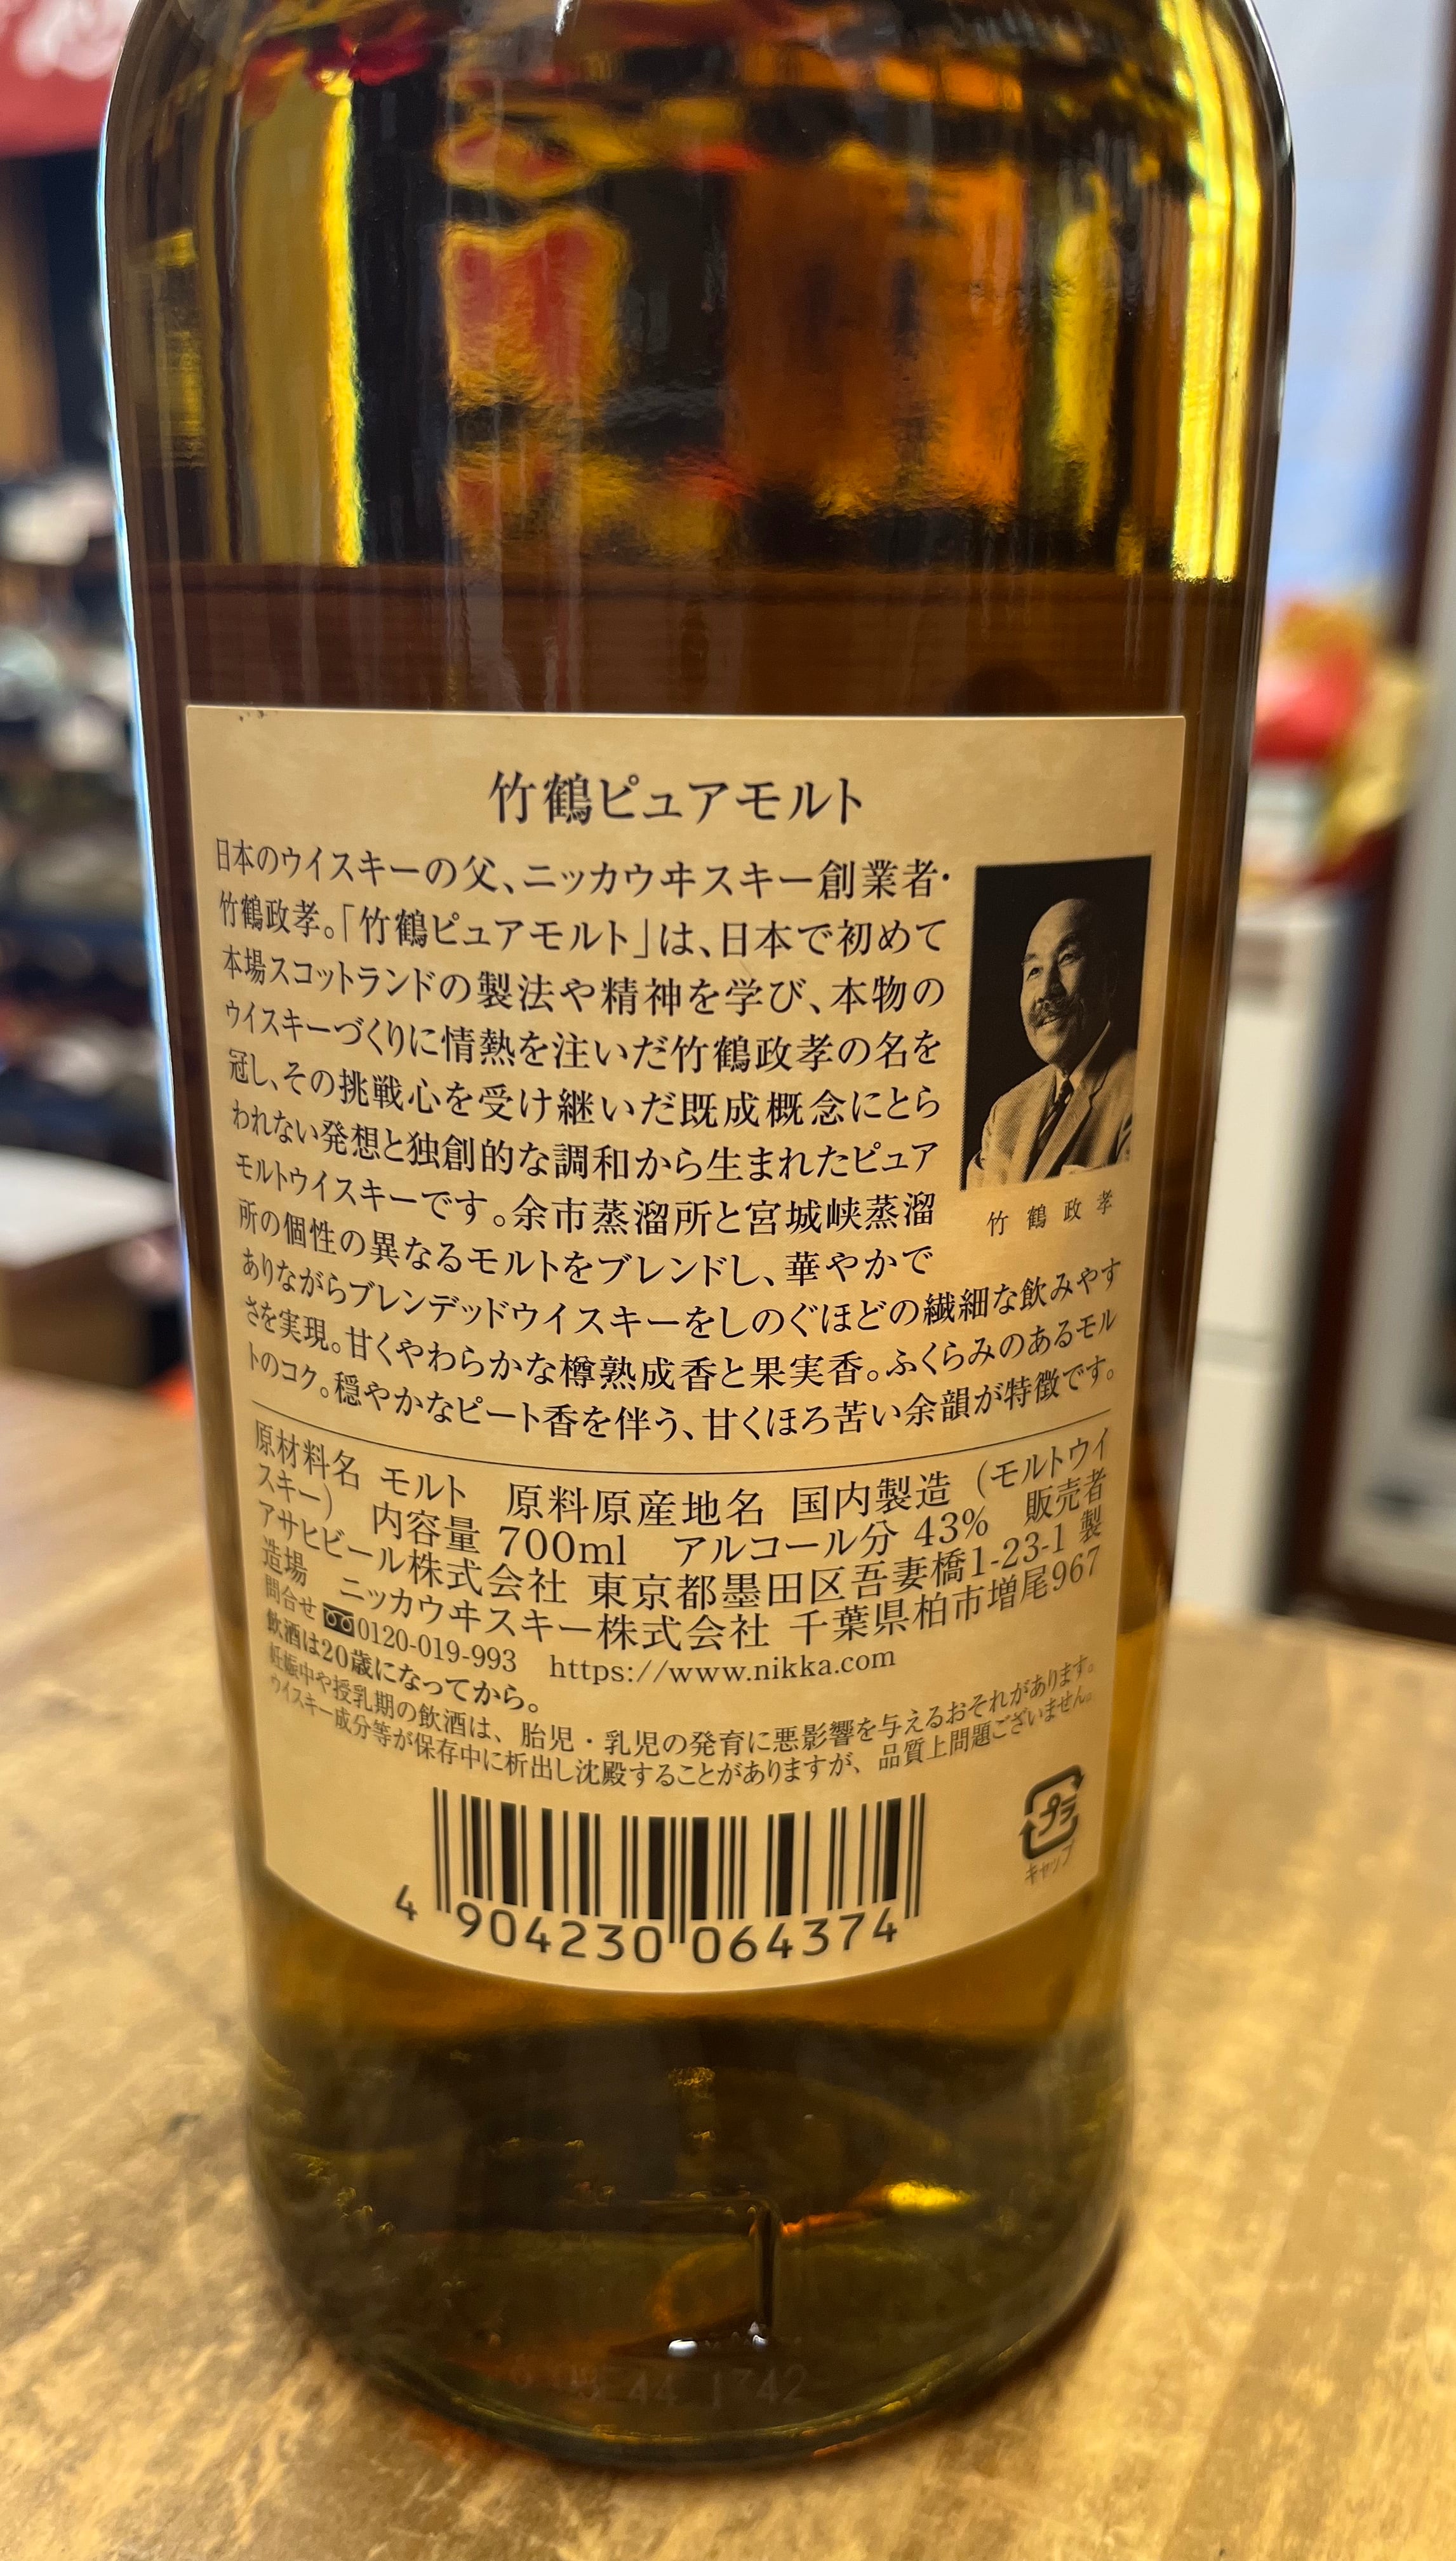 竹鶴ピュアモルト
日本のウイスキーの父、ニッカウヰスキー創業者・
竹鶴政孝。「竹鶴ピュアモルト」は、日本で初めて
本場スコットランドの製法や精神を学び、本物の
ウイスキーづくりに情熱を注いだ竹鶴政孝の名を
冠し、その挑戦心を受け継いだ既成概念にとら
われない発想と独創的な調和から生まれたピュア
モルトウイスキーです。余市蒸溜所と宮城峡蒸溜
所の個性の異なるモルトをブレンドし、華やかで
ありながらブレンデッドウイスキーをしのぐほどの繊細な飲みやす
さを実現。甘くやわらかな樽熟成香と果実香。ふくらみのあるモル
トのコク。穏やかなピート香を伴う、甘くほろ苦い余韻が特徴です。
竹鶴政孝
原材料名 モルト 原料原産地名 国内製造（モルトウイ
スキー） 内容量 700ml アルコール分 43% 販売者
アサヒビール株式会社 東京都墨田区吾妻橋1-23-1 製
造場 ニッカウヰスキー株式会社 千葉県柏市増尾967
問合せ 0120-019-993 https://www.nikka.com
飲酒は20歳になってから。
妊娠中や授乳期の飲酒は、胎児・乳児の発育に悪影響を与えるおそれがあります。
ウイスキー成分等が保存中に析出し沈殿することがありますが、品質上問題ございません。
プラ
キャップ
4 904230 064374